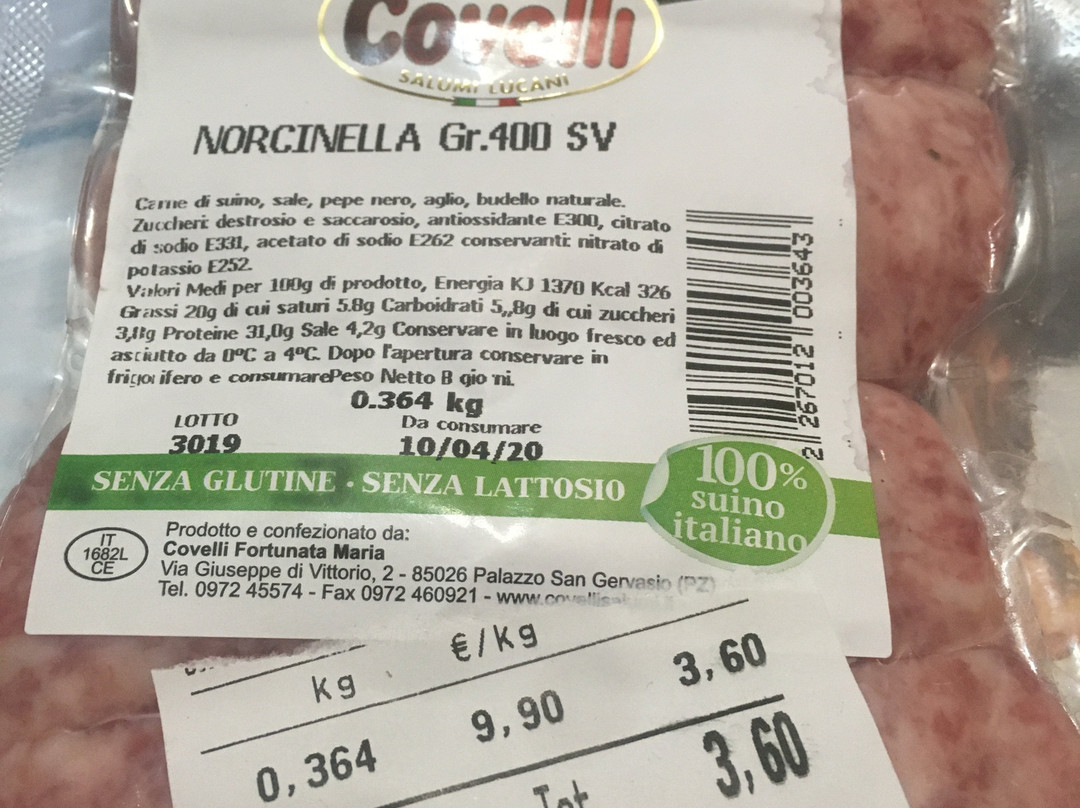 Covelli
SALUMI LUCANI
NORCINELLA Gr.400 SV
Carne di suino, sale, pepe nero, aglio, budello naturale.
Zuccheri: destrosio e saccarosio, antiossidante E300, citrato
di sodio E331, acetato di sodio E262 conservanti: nitrato di
potassio E252.
Valori Medi per 100g di prodotto, Energia KJ 1370 Kcal 326
Grassi 20g di cui saturi 5.8g Carboidrati 5,,8g di cui zuccheri
Proteine 31,0g Sale 4,2g Conservare in luogo fresco ed
asciutto da 0°C a 4°C. Dopo l'apertura conservare in
frigorifero e consumarePeso Netto
0.364 kg
LOTTO Da consumare
3019 10/04/20
2 267012 003643
SENZA GLUTINE · SENZA LATTOSIO
100%
suino
italiano
IT
1682L
CE
Prodotto e confezionato da:
Covelli Fortunata Maria
Via Giuseppe di Vittorio, 2 - 85026 Palazzo San Gervasio (PZ)
Tel. 0972 45574 - Fax 0972 460921 -
kg €/kg
0,364 9,90 3,60
Tot 3,60